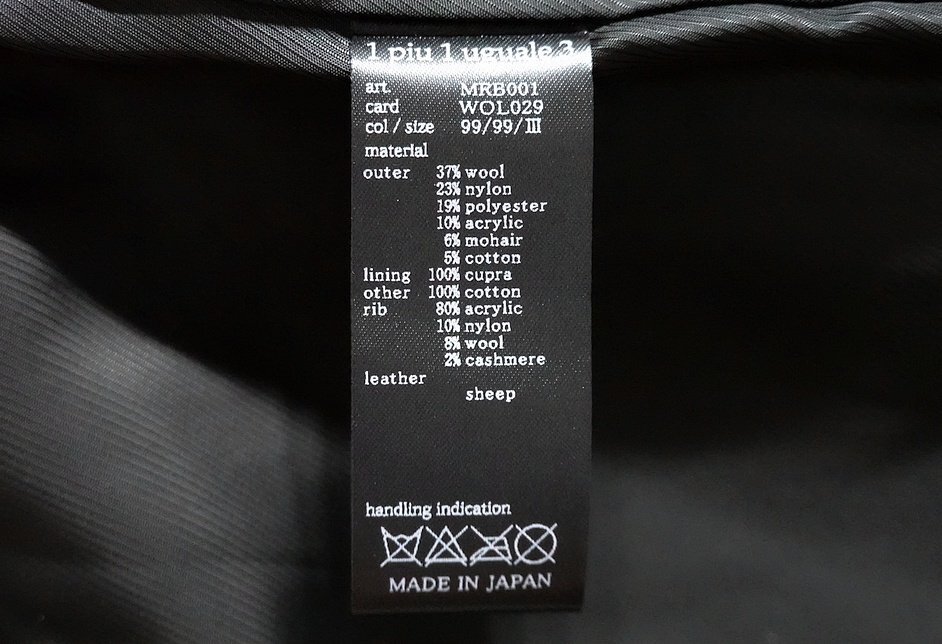 1 piu 1 uguale 3
art. MRB001
card WOL029
col / size 99/99/Ⅲ
material
outer 37% wool
23% nylon
19% polyester
10% acrylic
6% mohair
5% cotton
lining 100% cupra
other 100% cotton
rib 80% acrylic
10% nylon
8% wool
2% cashmere
leather
sheep
handling indication
MADE IN JAPAN